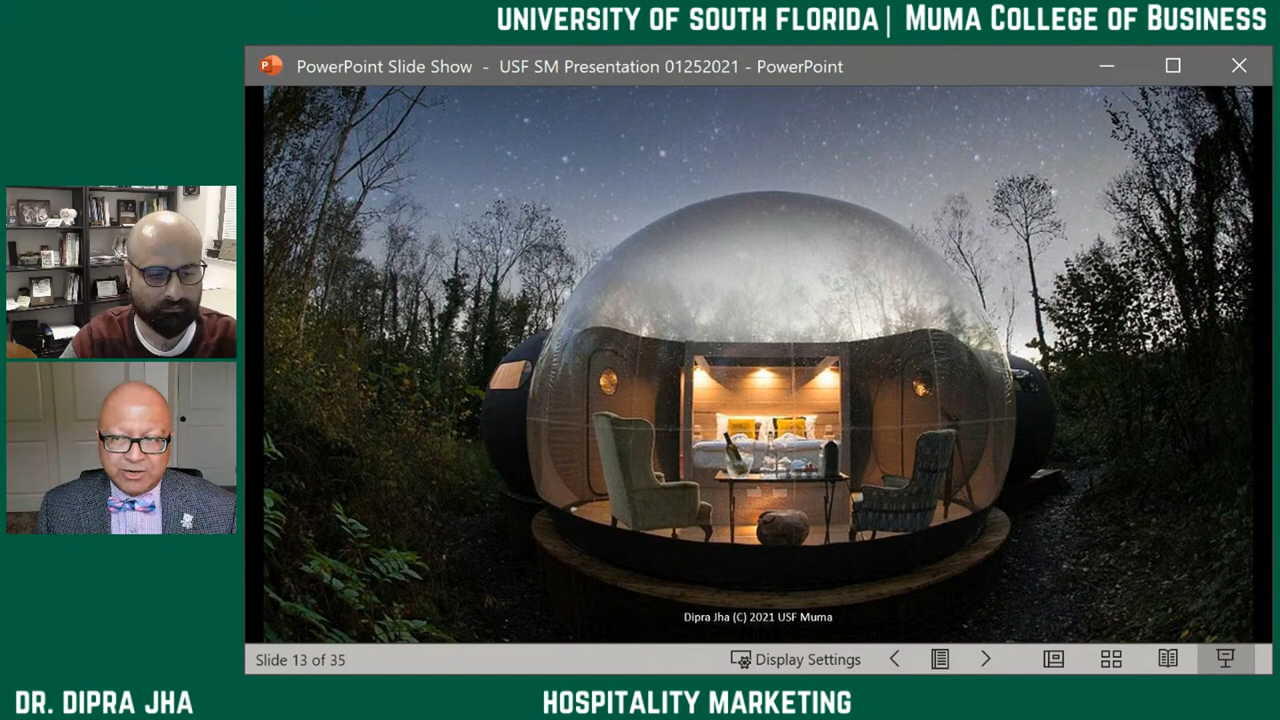 UNIVERSITY OF SOUTH FLORIDA| MUMA COLLEGE OF BUSINESS
PowerPoint Slide Show - USF SM Presentation 01252021 - PowerPoint
Dipra Jha (C) 2021 USF Muma
Slide 13 of 35
Display Settings
DR. DIPRA JHA
HOSPITALITY MARKETING